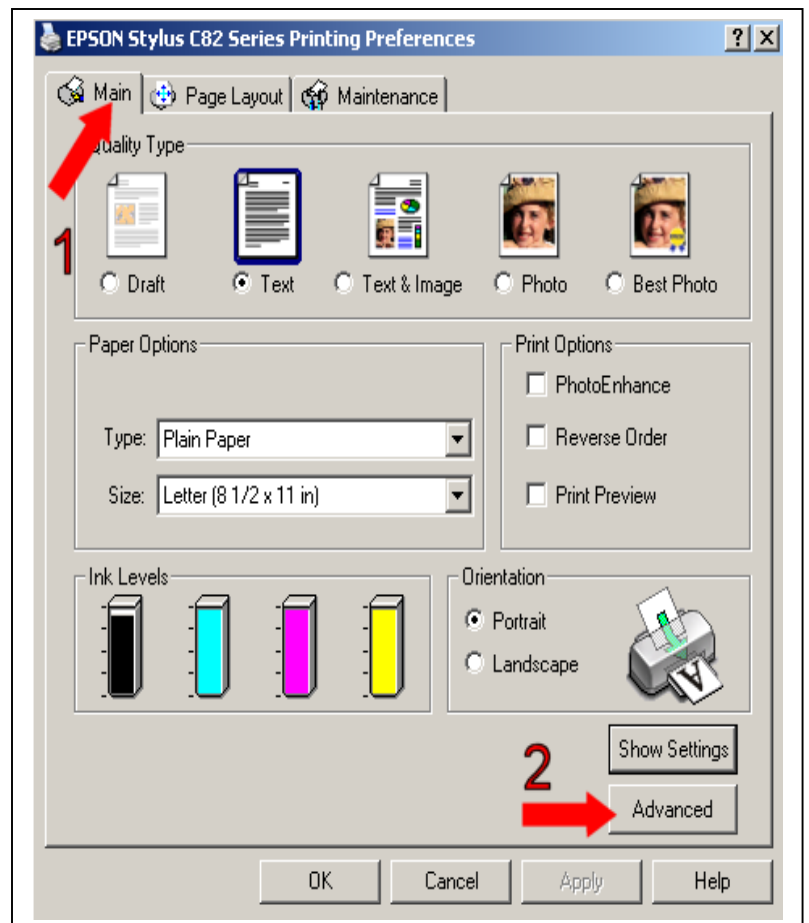 EPSON Stylus C82 Series Printing Preferences
Main Page Layout Maintenance
Quality Type
1
Draft Text Text & Image Photo Best Photo
Paper Options
Type: Plain Paper
Size: Letter (8 1/2 x 11 in)
Print Options
PhotoEnhance
Reverse Order
Print Preview
Ink Levels
Orientation
Portrait
Landscape
A
2
Show Settings
Advanced
OK Cancel Apply Help